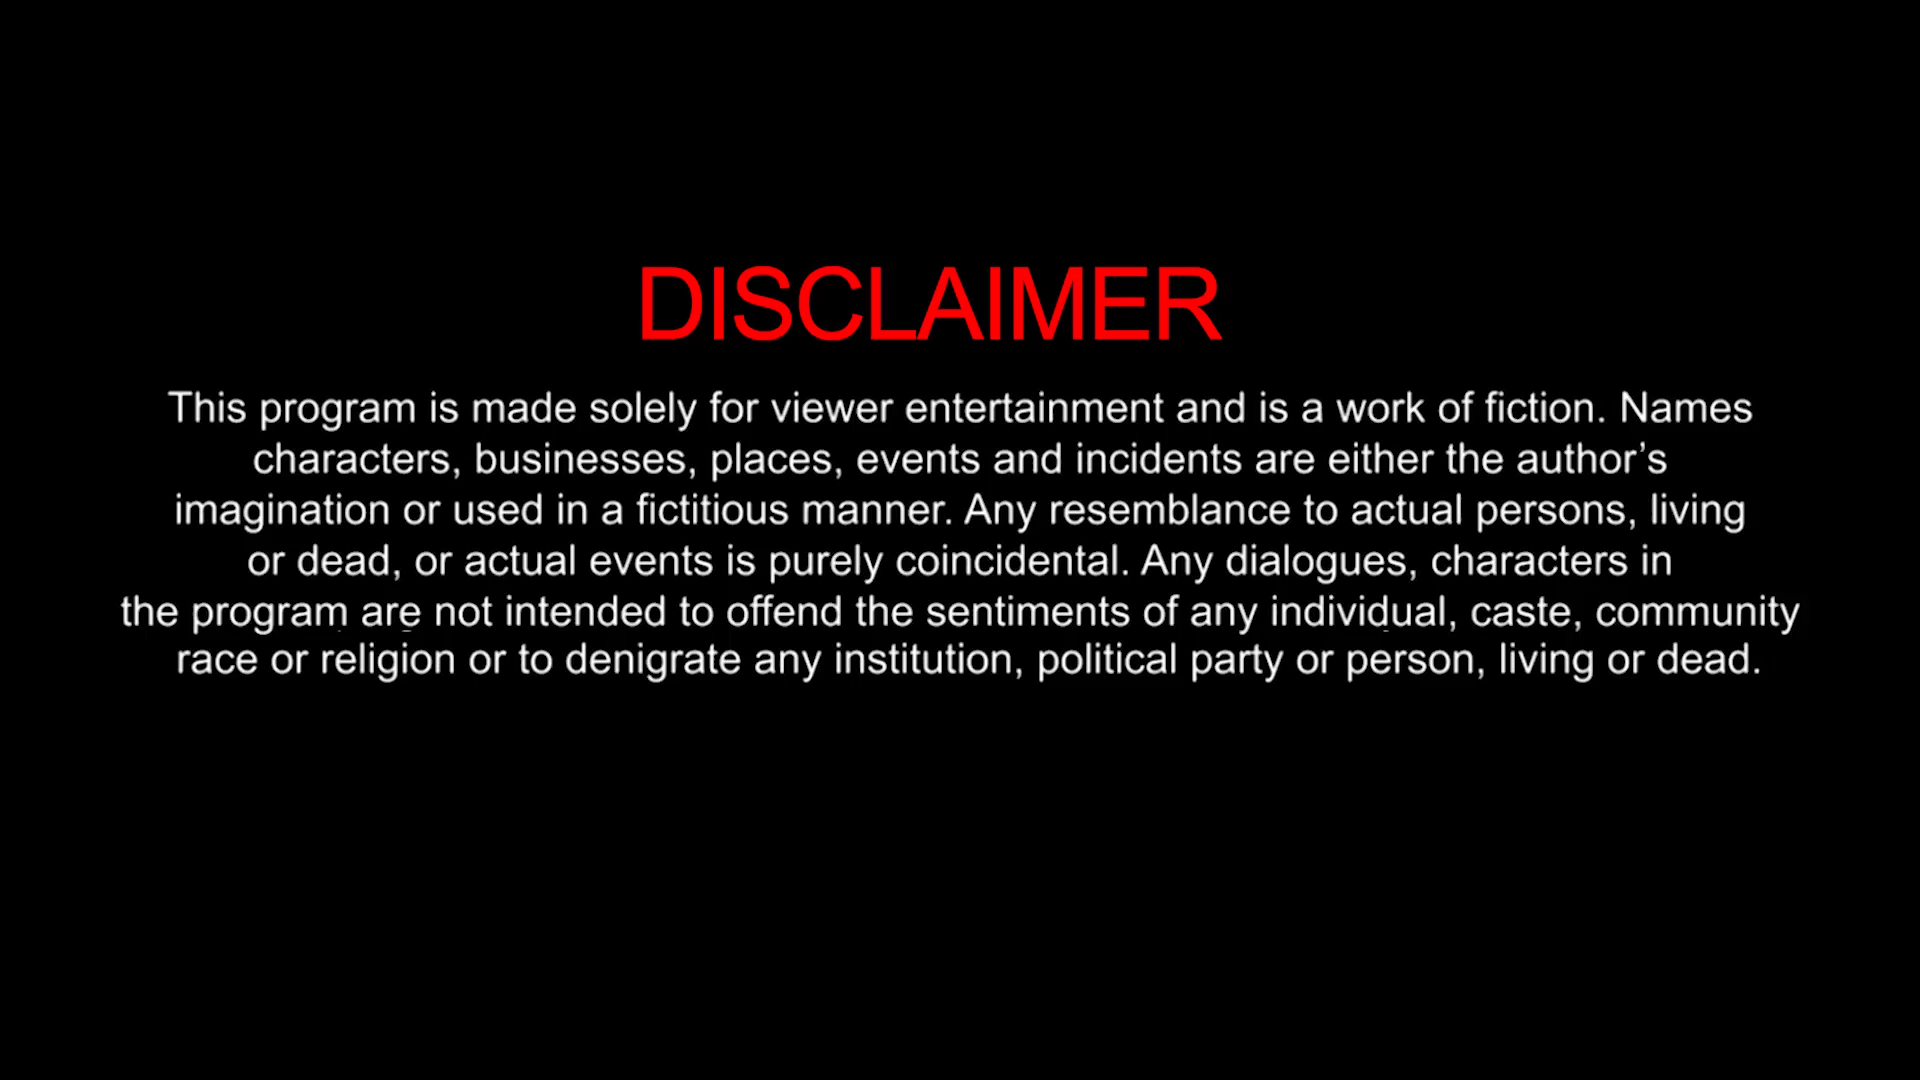 DISCLAIMER
This program is made solely for viewer entertainment and is a work of fiction. Names
characters, businesses, places, events and incidents are either the author’s
imagination or used in a fictitious manner. Any resemblance to actual persons, living
or dead, or actual events is purely coincidental. Any dialogues, characters in
the program are not intended to offend the sentiments of any individual, caste, community
race or religion or to denigrate any institution, political party or person, living or dead.